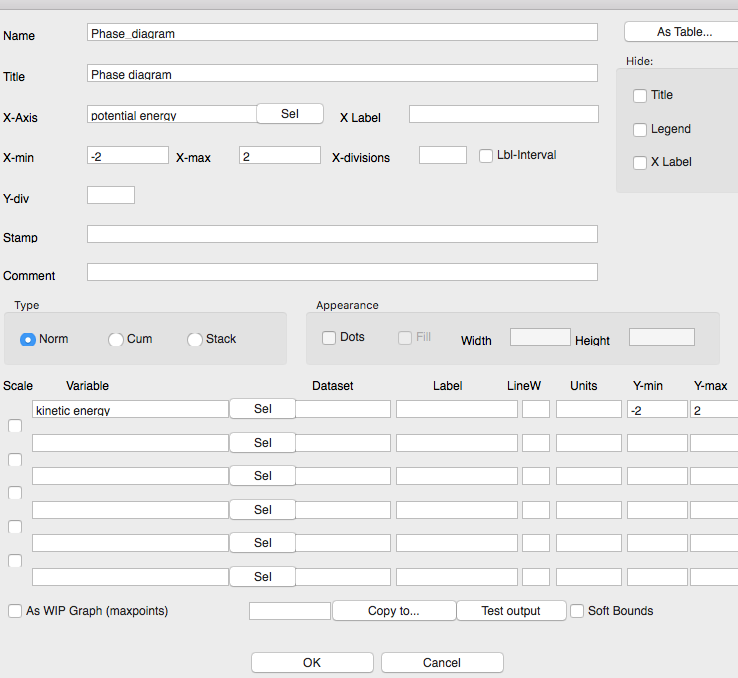 Name Phase_diagram As Table...
Hide:
Title Phase diagram
Title
X-Axis potential energy Sel X Label
Legend
X-min -2 X-max 2 X-divisions Lbl-Interval
X Label
Y-div
Stamp
Comment
Type Appearance
Norm Cum Stack Dots Fill Width Height
Scale Variable Dataset Label LineW Units Y-min Y-max
kinetic energy Sel -2 2
Sel
Sel
Sel
Sel
Sel
As WIP Graph (maxpoints) Copy to... Test output Soft Bounds
OK Cancel